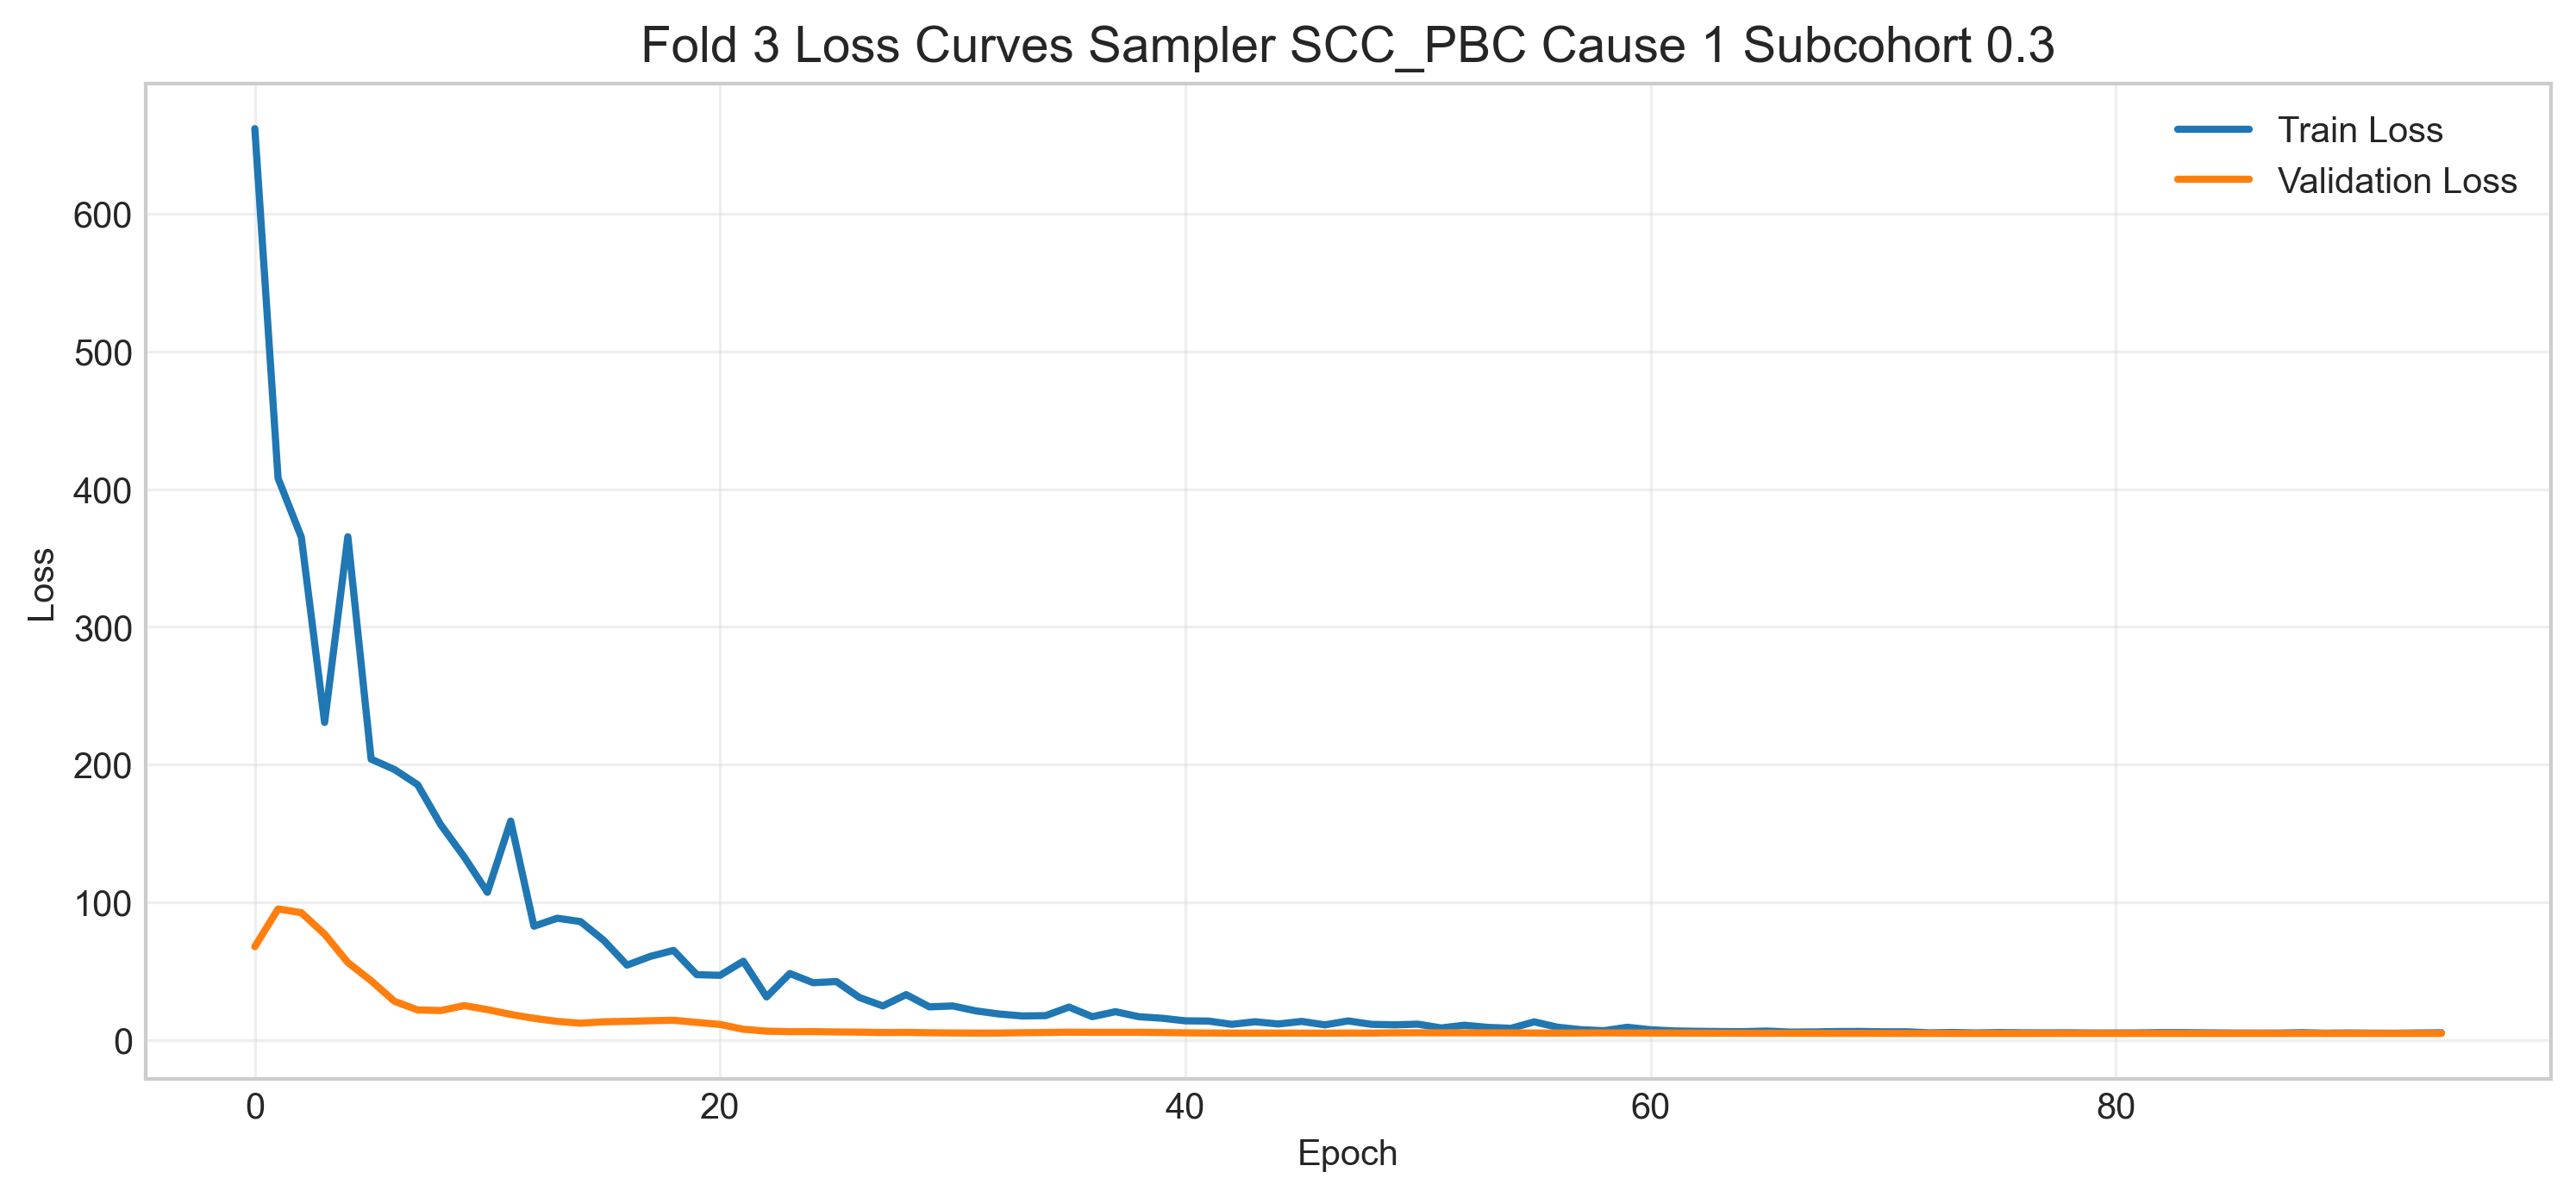 Fold 3 Loss Curves Sampler SCC_PBC Cause 1 Subcohort 0.3
Train Loss
Validation Loss
600
500
400
300
200
100
0
Loss
0 20 40 60 80
Epoch